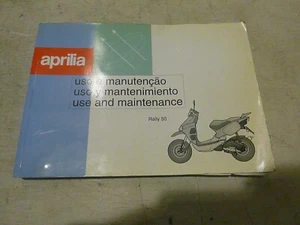 aprilia
uso e manutenção
uso y mantenimiento
use and maintenance
Rally 50